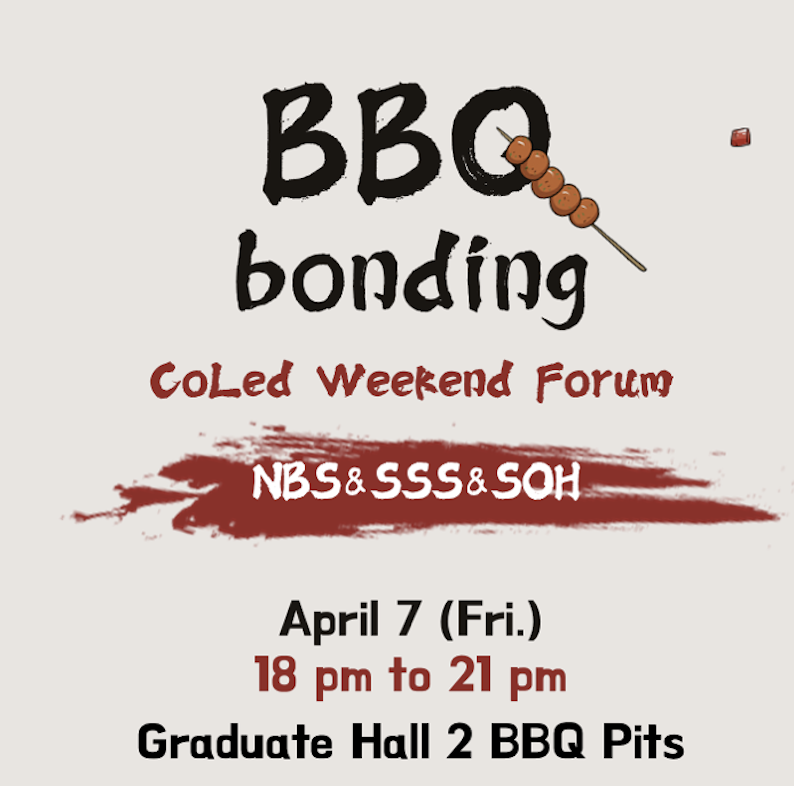 BBQ
bonding
CoLed Weekend Forum
NBS&SSS&SOH
April 7 (Fri.)
18 pm to 21 pm
Graduate Hall 2 BBQ Pits